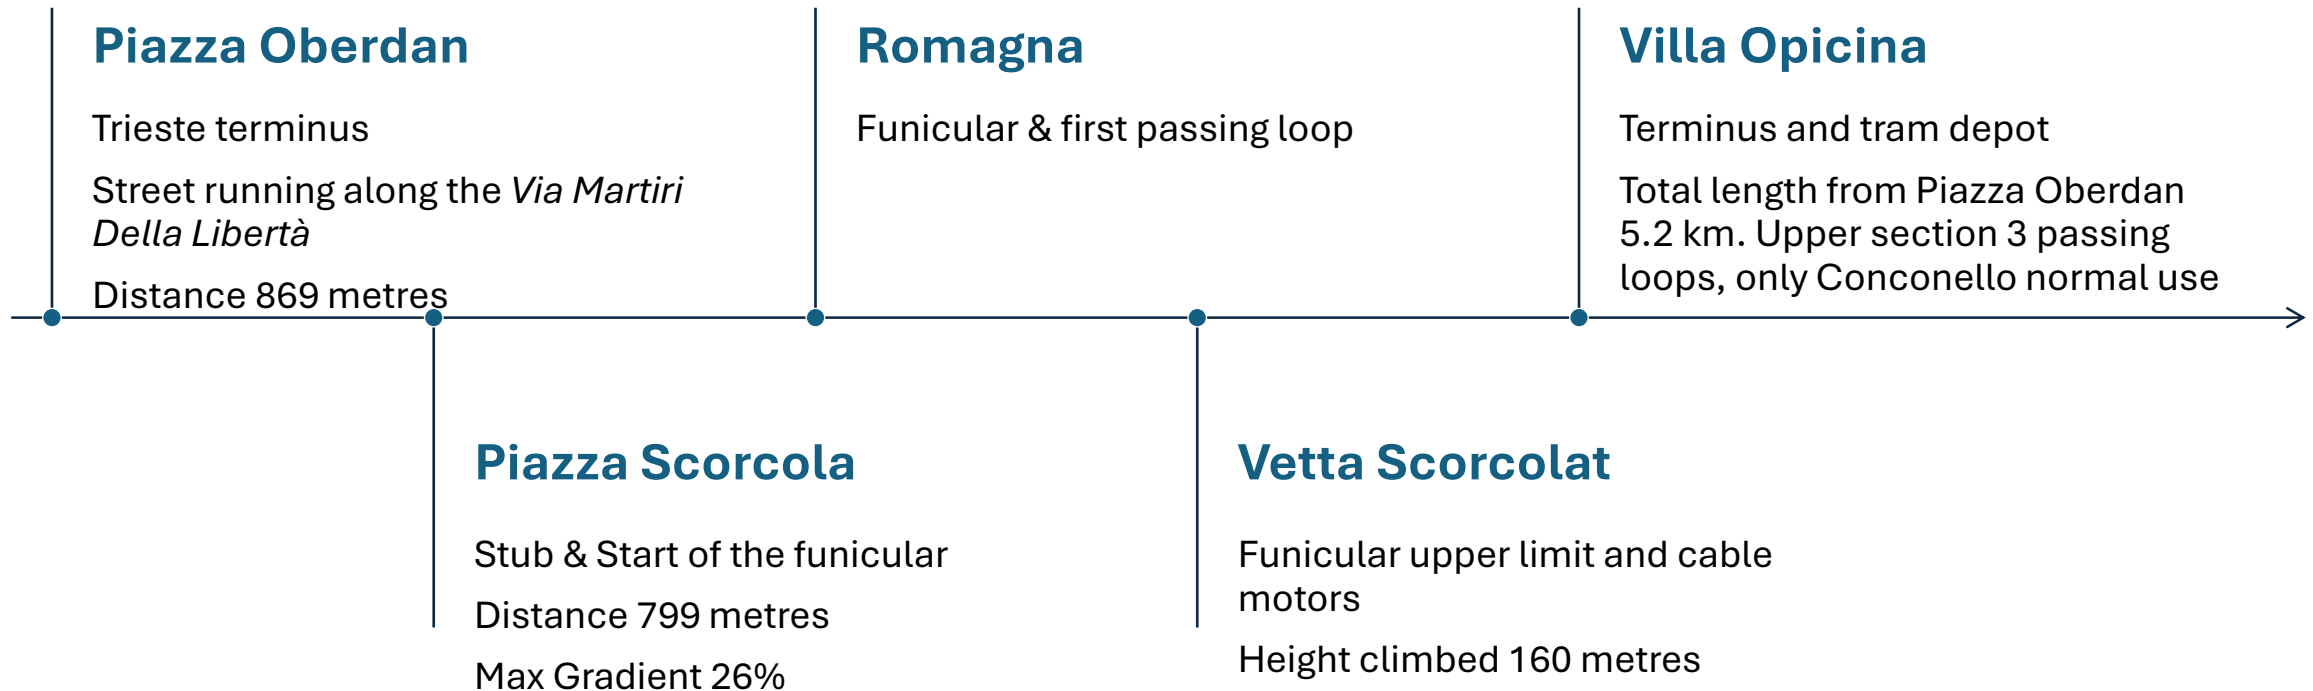 Piazza Oberdan
Trieste terminus
Street running along the Via Martiri
Della Libertà
Distance 869 metres
Piazza Scorcola
Stub & Start of the funicular
Distance 799 metres
Max Gradient 26%
Romagna
Funicular & first passing loop
Vetta Scorcolat
Funicular upper limit and cable
motors
Height climbed 160 metres
Villa Opicina
Terminus and tram depot
Total length from Piazza Oberdan
5.2 km. Upper section 3 passing
loops, only Conconello normal use